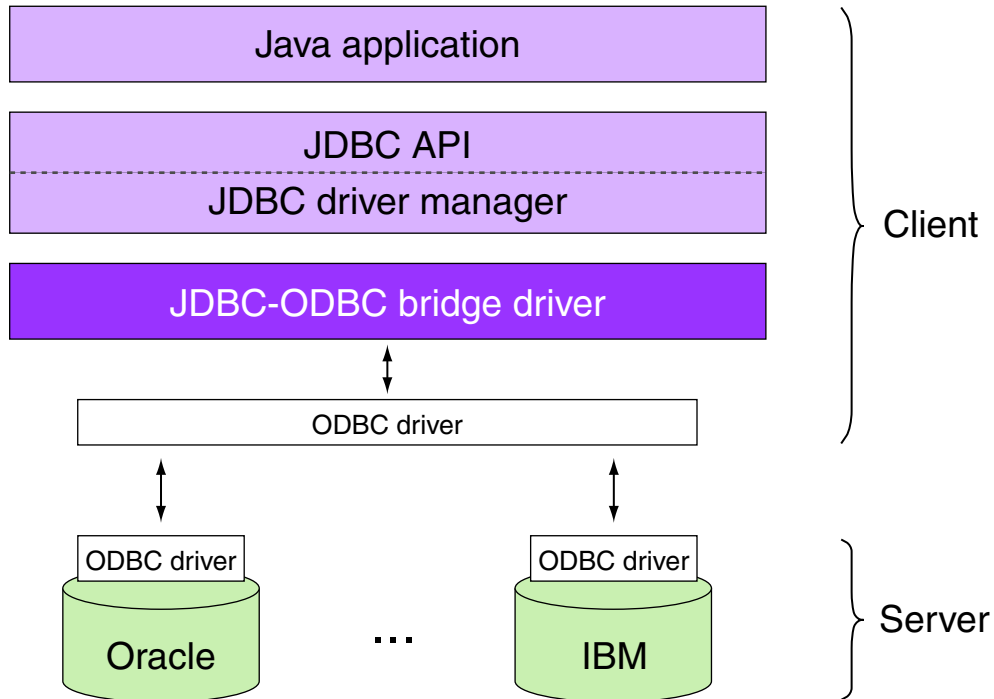 Java application
JDBC API
JDBC driver manager
Client
JDBC-ODBC bridge driver
ODBC driver
ODBC driver
ODBC driver
Oracle
...
IBM
Server